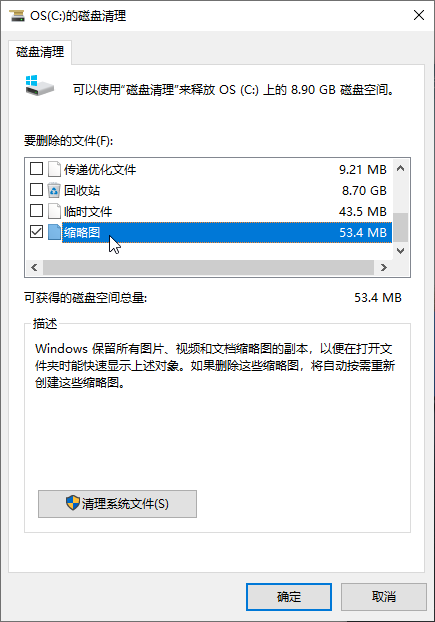 OS(C:)的磁盘清理
磁盘清理
可以使用“磁盘清理”来释放 OS (C:) 上的 8.90 GB 磁盘空间。
要删除的文件(F):
传递优化文件 9.21 MB
回收站 8.70 GB
临时文件 43.5 MB
缩略图 53.4 MB
可获得的磁盘空间总量: 53.4 MB
描述
Windows 保留所有图片、视频和文档缩略图的副本，以便在打开文
件夹时能快速显示上述对象。如果删除这些缩略图，将自动按需重新
创建这些缩略图。
清理系统文件(S)
确定 取消